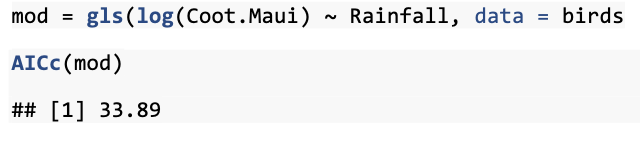 mod = gls(log(Coot.Maui) ~ Rainfall, data = birds
AICc(mod)
## [1] 33.89